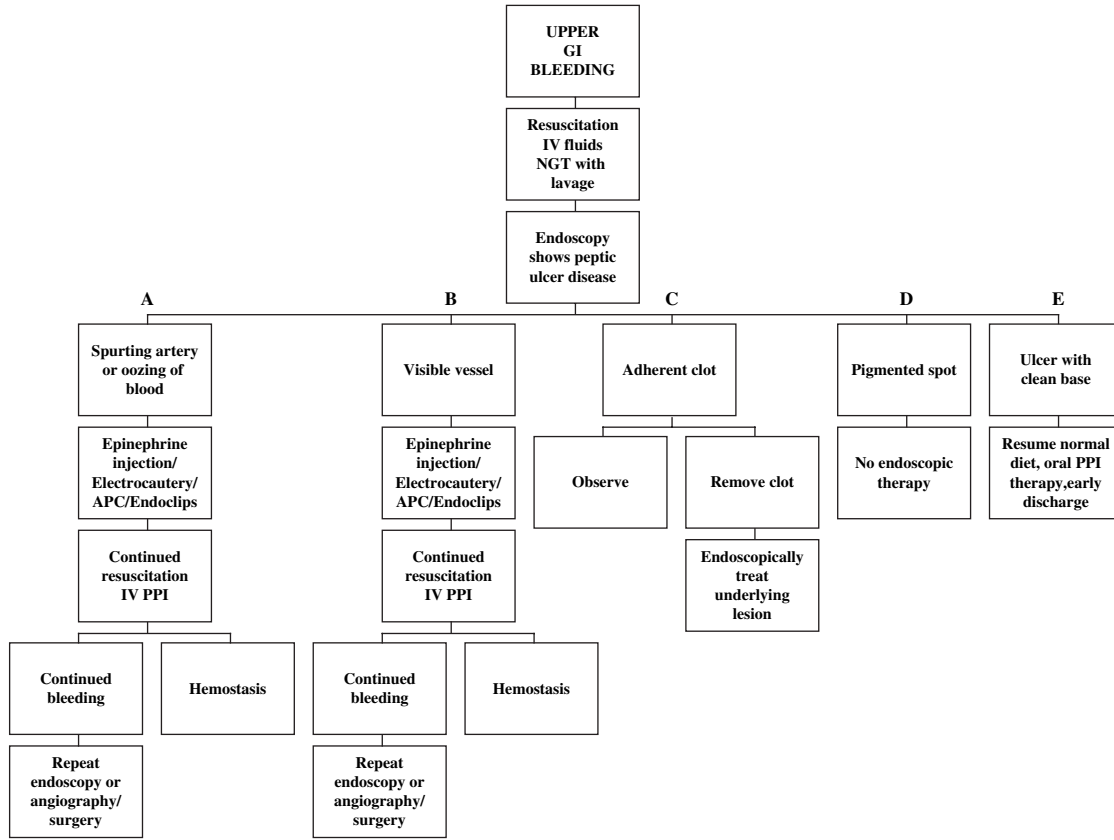 UPPER
GI
BLEEDING
Resuscitation
IV fluids
NGT with
lavage
Endoscopy
shows peptic
ulcer disease
A
B
C
D
E
Spurting artery
or oozing of
blood
Visible vessel
Adherent clot
Pigmented spot
Ulcer with
clean base
Epinephrine
injection/
Electrocautery/
APC/Endoclips
Epinephrine
injection/
Electrocautery/
APC/Endoclips
Observe
Remove clot
No endoscopic
therapy
Resume normal
diet, oral PPI
therapy,early
discharge
Continued
resuscitation
IV PPI
Continued
resuscitation
IV PPI
Endoscopically
treat
underlying
lesion
Continued
bleeding
Hemostasis
Continued
bleeding
Hemostasis
Repeat
endoscopy or
angiography/
surgery
Repeat
endoscopy or
angiography/
surgery